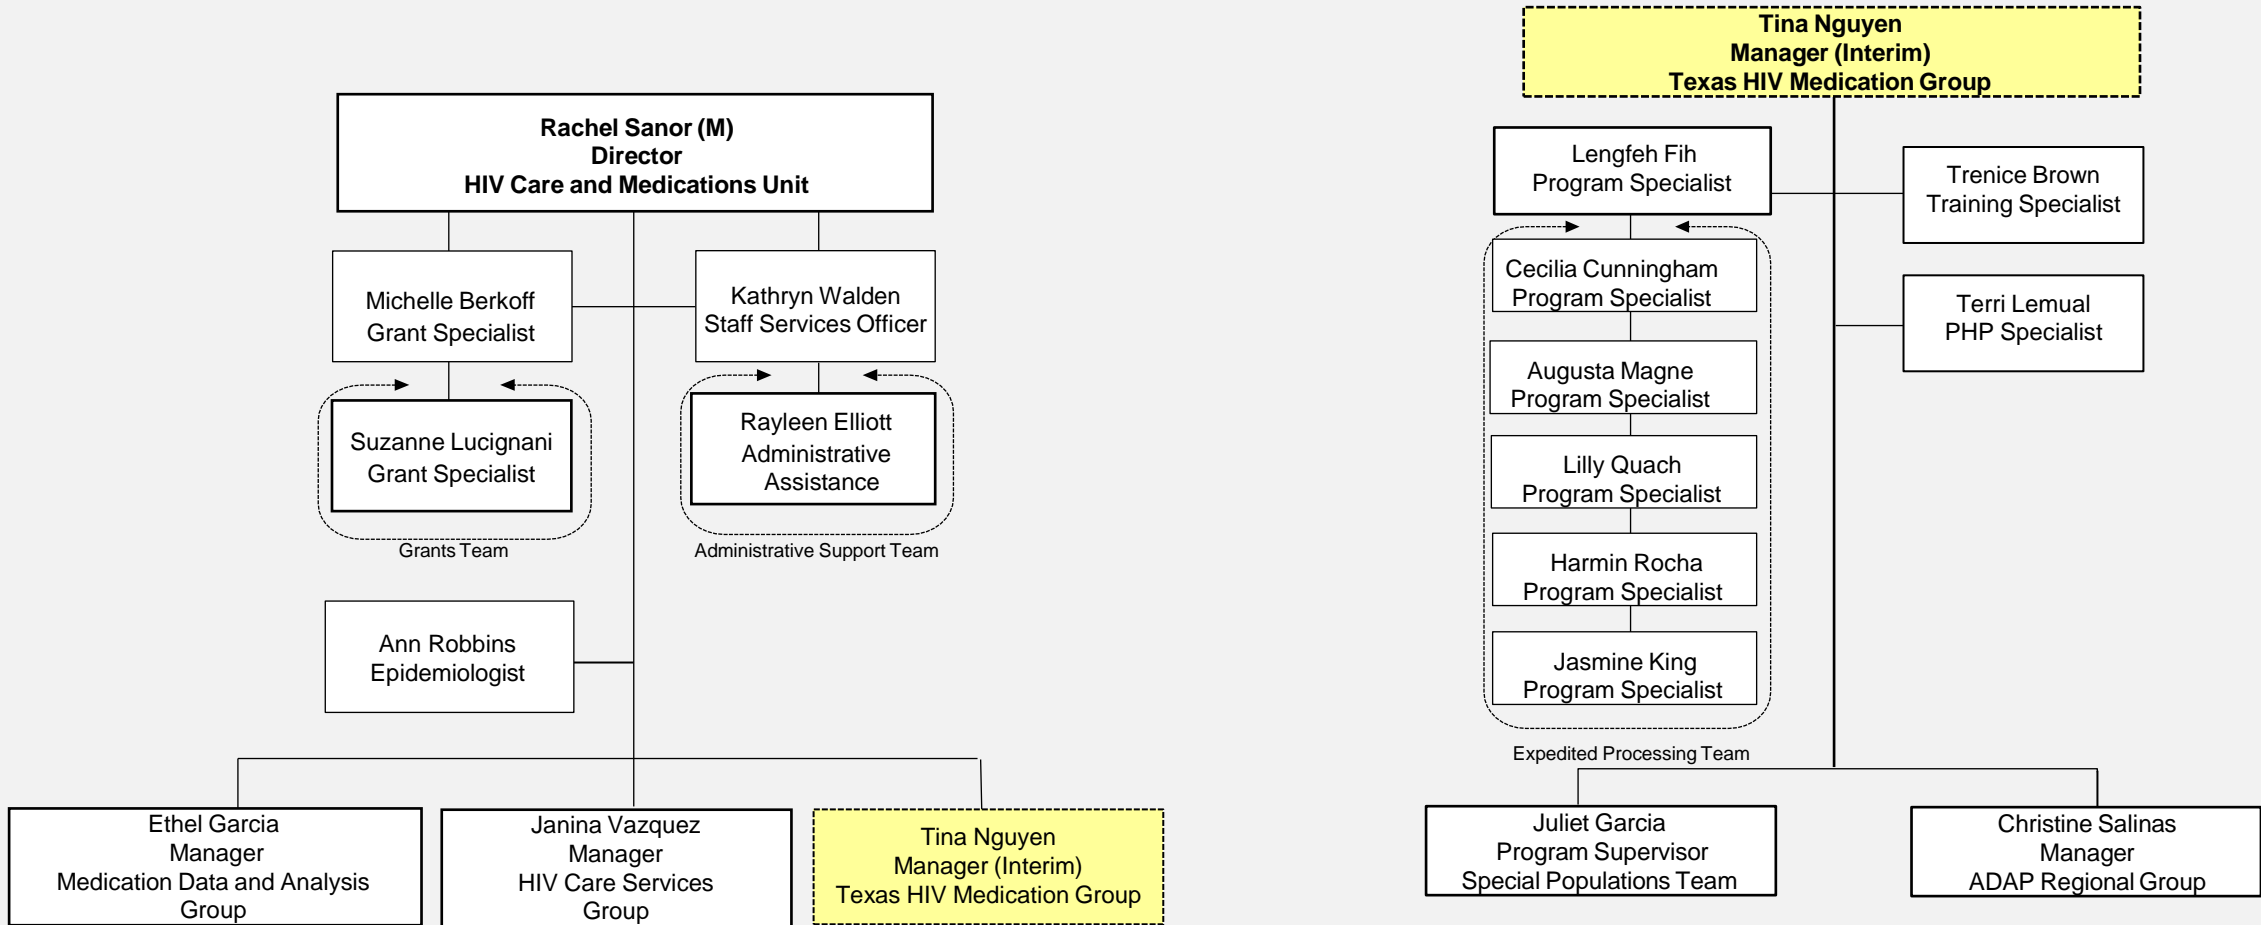 Rachel Sanor (M)
Director
HIV Care and Medications Unit
Michelle Berkoff
Grant Specialist
Kathryn Walden
Staff Services Officer
Suzanne Lucignani
Grant Specialist
Rayleen Elliott
Administrative
Assistance
Grants Team
Administrative Support Team
Ann Robbins
Epidemiologist
Ethel Garcia
Manager
Medication Data and Analysis
Group
Janina Vazquez
Manager
HIV Care Services
Group
Tina Nguyen
Manager (Interim)
Texas HIV Medication Group
Tina Nguyen
Manager (Interim)
Texas HIV Medication Group
Lengfeh Fih
Program Specialist
Trenice Brown
Training Specialist
Cecilia Cunningham
Program Specialist
Terri Lemual
PHP Specialist
Augusta Magne
Program Specialist
Lilly Quach
Program Specialist
Harmin Rocha
Program Specialist
Jasmine King
Program Specialist
Expedited Processing Team
Juliet Garcia
Program Supervisor
Special Populations Team
Christine Salinas
Manager
ADAP Regional Group